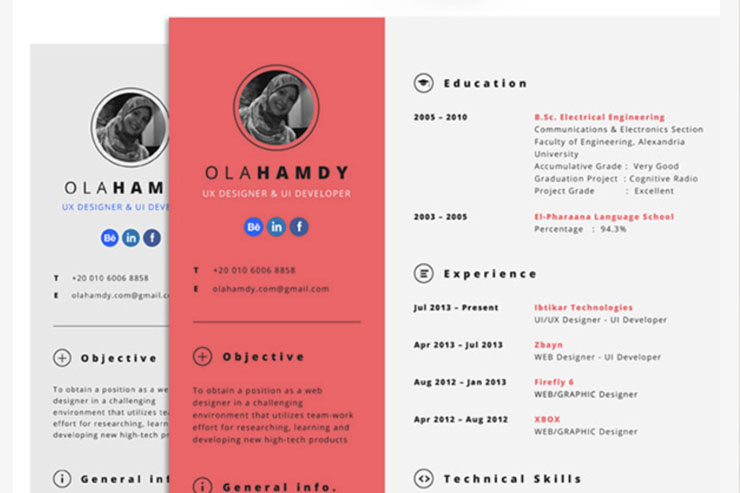 OLAHAM
UX DESIGNER & UI DEVE
Bē in f
T +20 010 6006 8858
E olahamdy.com@gmail.c
Objective
To obtain a position as a we
designer in a challenging
environment that utilizes te
effort for researching, learn
developing new high-tech p
General inf
OLAHAMDY
UX DESIGNER & UI DEVELOPER
Bē in f
T +20 010 6006 8858
E olahamdy.com@gmail.com
Objective
To obtain a position as a web
designer in a challenging
environment that utilizes team-work
effort for researching, learning and
developing new high-tech products
General info.
Education
2005 – 2010 B.Sc. Electrical Engineering
Communications & Electronics Section
Faculty of Engineering, Alexandria
University
Accumulative Grade : Very Good
Graduation Project : Cognitive Radio
Project Grade : Excellent
2003 – 2005 El-Pharaana Language School
Percentage : 94.3%
Experience
Jul 2013 – Present Ibtikar Technologies
UI/UX Designer - UI Developer
Apr 2013 – Jul 2013 Zbayn
WEB Designer - UI Developer
Aug 2012 – Jan 2013 Firefly 6
WEB/GRAPHIC Designer
Apr 2012 – Aug 2012 XBOX
WEB/GRAPHIC Designer
Technical Skills